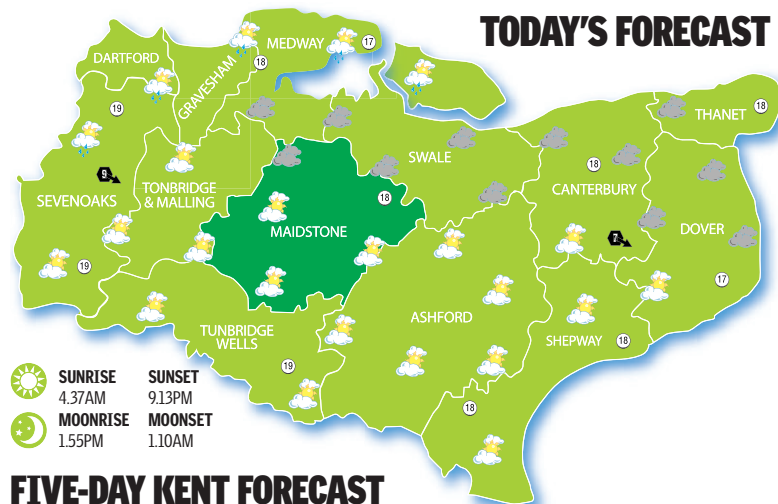 TODAY'S FORECAST
MEDWAY
17
DARTFORD
GRAVESHAM
18
19
THANET
18
SWALE
18
CANTERBURY
TONBRIDGE
& MALLING
9
SEVENOAKS
18
MAIDSTONE
DOVER
7
19
17
ASHFORD
TUNBRIDGE
WELLS
SHEPWAY
18
19
18
SUNRISE SUNSET
4.37AM 9.13PM
MOONRISE MOONSET
1.55PM 1.10AM
FIVE-DAY KENT FORECAST